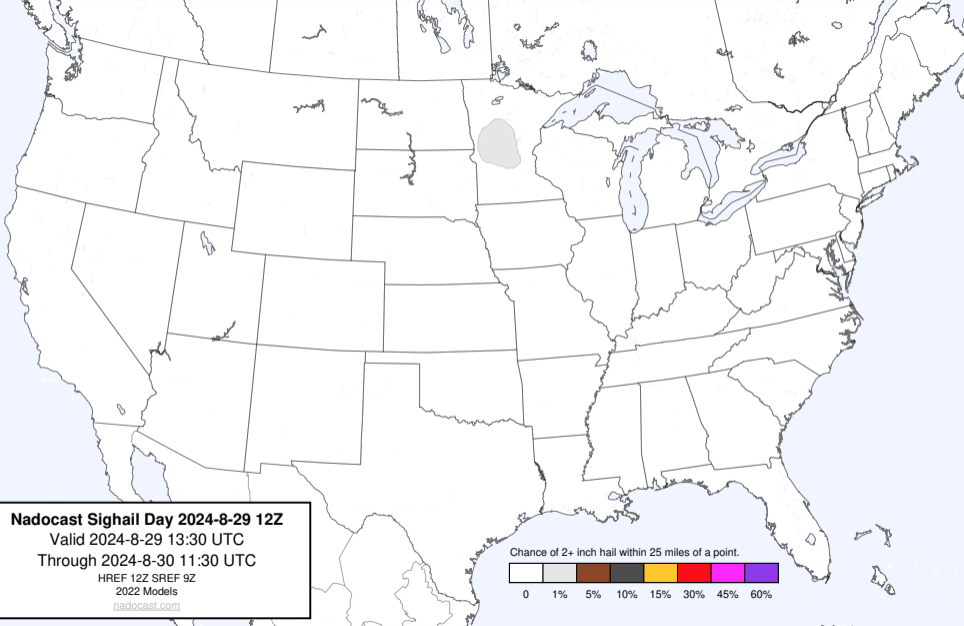 Nadocast Sighail Day 2024-8-29 12Z
Valid 2024-8-29 13:30 UTC
Through 2024-8-30 11:30 UTC
HREF 12Z SREF 9Z
2022 Models
nadocast.com
Chance of 2+ inch hail within 25 miles of a point.
0 1% 5% 10% 15% 30% 45% 60%